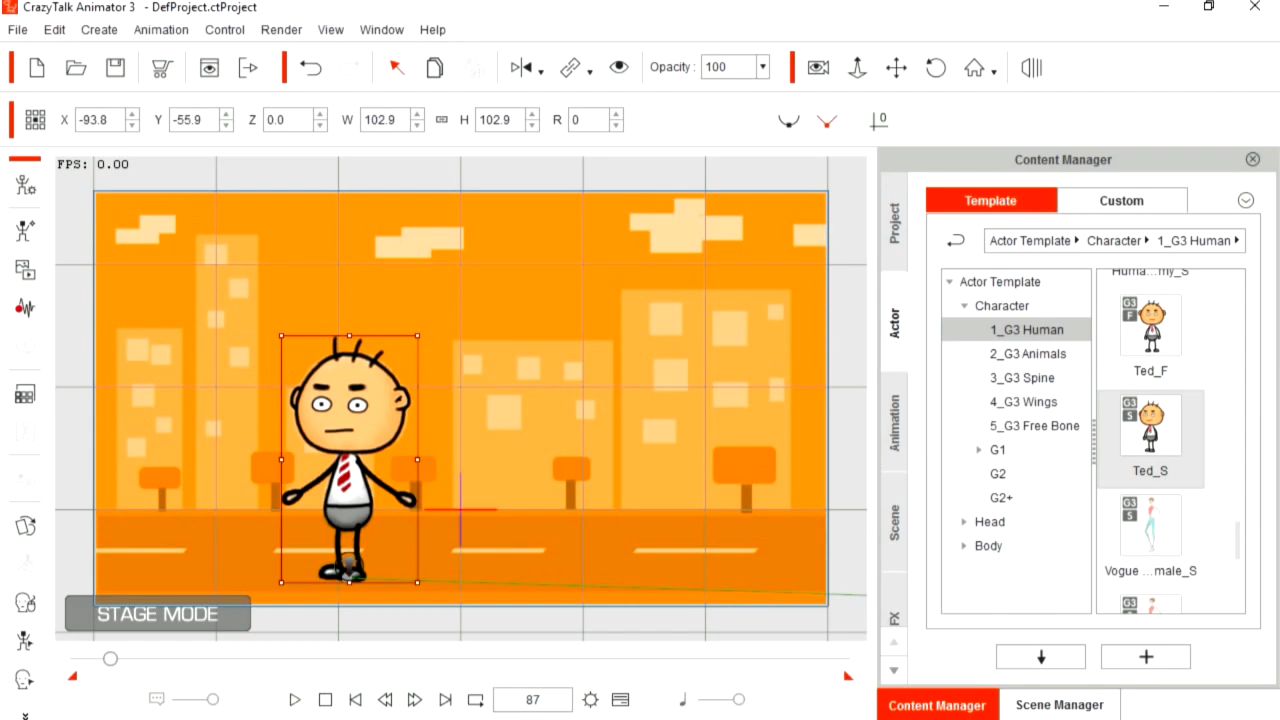 CrazyTalk Animator 3 - DefProject.ctProject
File Edit Create Animation Control Render View Window Help
Opacity : 100
X -93.8 Y -55.9 Z 0.0 W 102.9 H 102.9 R 0
0
FPS: 0.00
STAGE MODE
87
Content Manager
Project
Actor
Animation
Scene
FX
Template Custom
Actor Template Character 1_G3 Human
Actor Template
Character
1_G3 Human
2_G3 Animals
3_G3 Spine
4_G3 Wings
5_G3 Free Bone
G1
G2
G2+
Head
Body
Huma...my_S
G3
F
Ted_F
G3
S
Ted_S
G3
S
Vogue ...male_S
G3
Content Manager Scene Manager